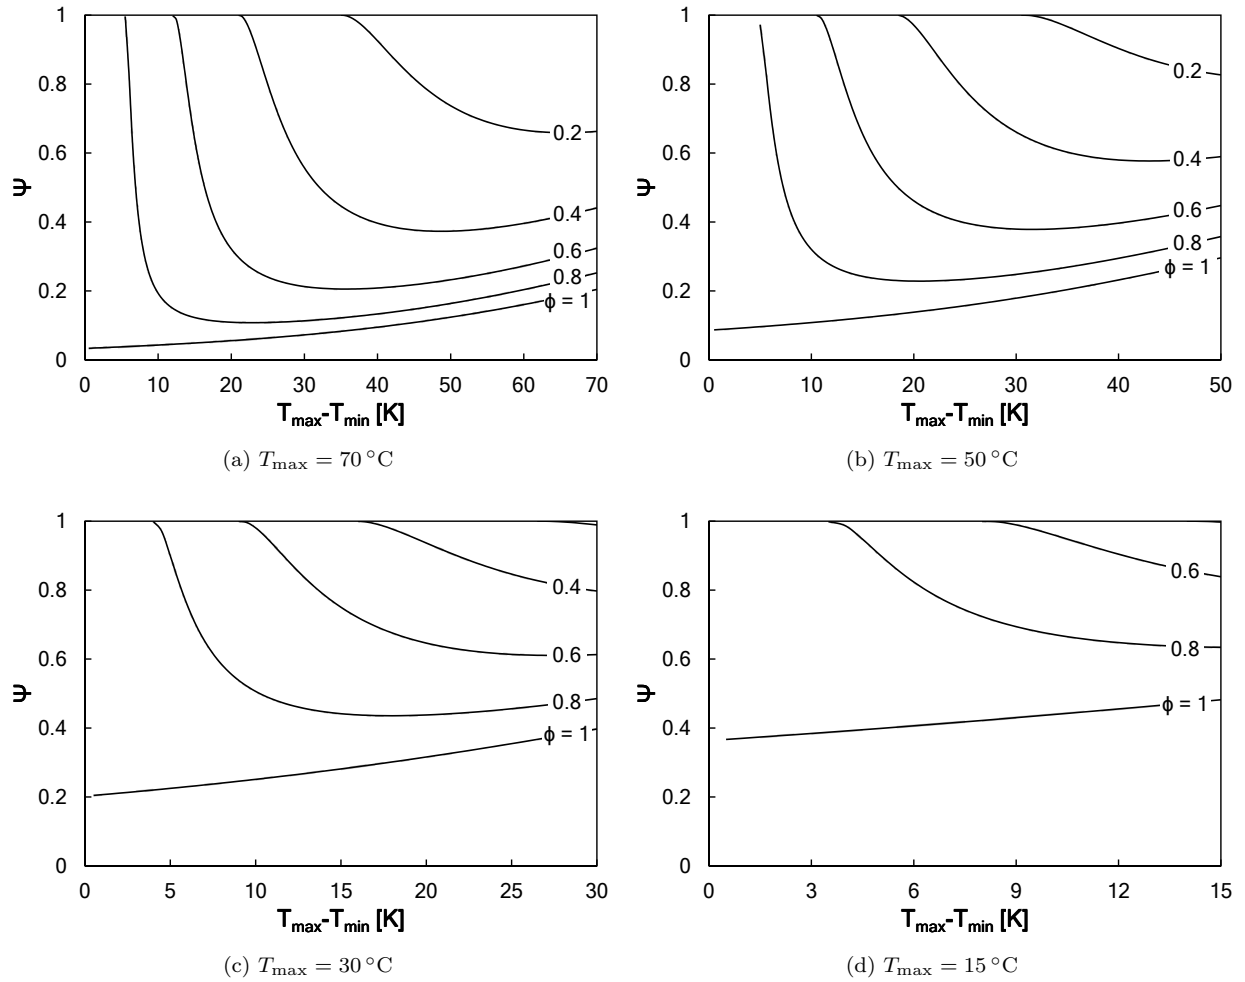 1
0.8
0.6
0.4
0.2
0
Ψ
0.2
0.4
0.6
0.8
ϕ = 1
0 10 20 30 40 50 60 70
Tmax-Tmin [K]
(a) Tmax = 70 °C
1
0.8
0.6
0.4
0.2
0
Ψ
0.2
0.4
0.6
0.8
ϕ = 1
0 10 20 30 40 50
Tmax-Tmin [K]
(b) Tmax = 50 °C
1
0.8
0.6
0.4
0.2
0
Ψ
0.4
0.6
0.8
ϕ = 1
0 5 10 15 20 25 30
Tmax-Tmin [K]
(c) Tmax = 30 °C
1
0.8
0.6
0.4
0.2
0
Ψ
0.6
0.8
ϕ = 1
0 3 6 9 12 15
Tmax-Tmin [K]
(d) Tmax = 15 °C